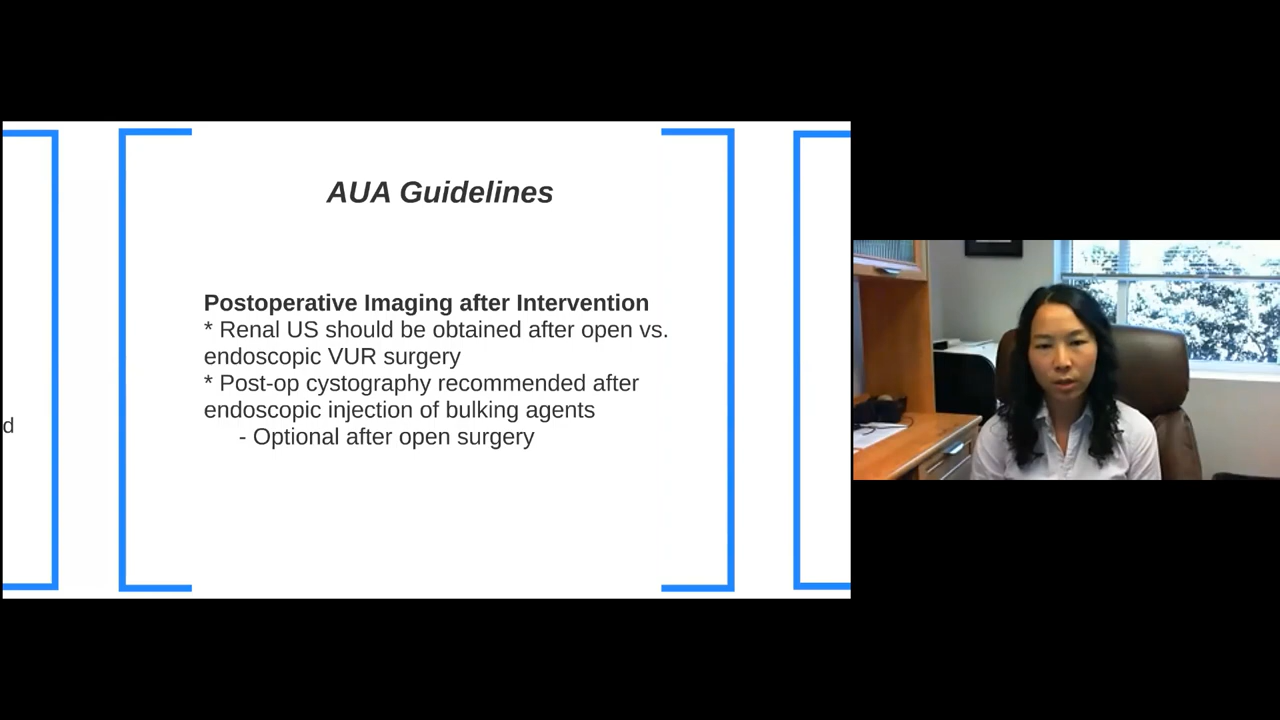 AUA Guidelines
Postoperative Imaging after Intervention
* Renal US should be obtained after open vs.
endoscopic VUR surgery
* Post-op cystography recommended after
endoscopic injection of bulking agents
- Optional after open surgery
d